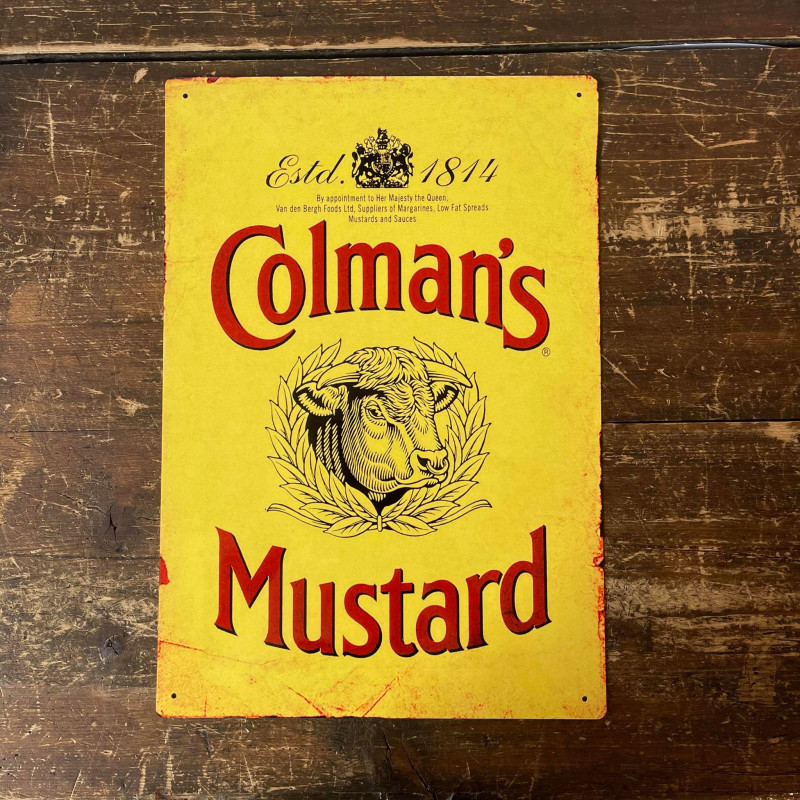 Estd. 1814
By appointment to Her Majesty the Queen,
Van den Bergh Foods Ltd, Suppliers of Margarines, Low Fat Spreads
Mustards and Sauces
Colman's
®
Mustard